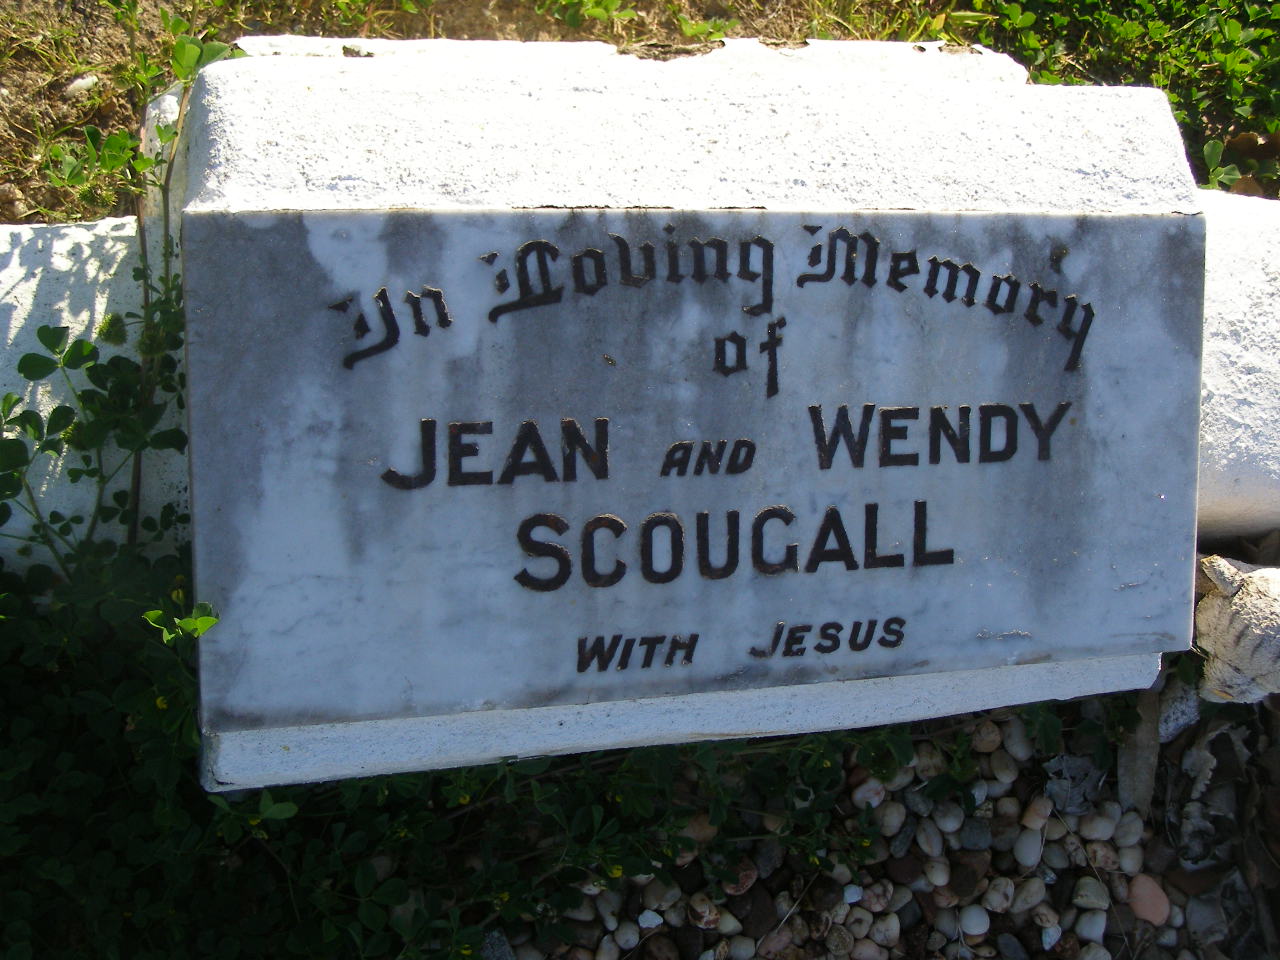 In Loving Memory
of
JEAN AND WENDY
SCOUGALL
WITH JESUS